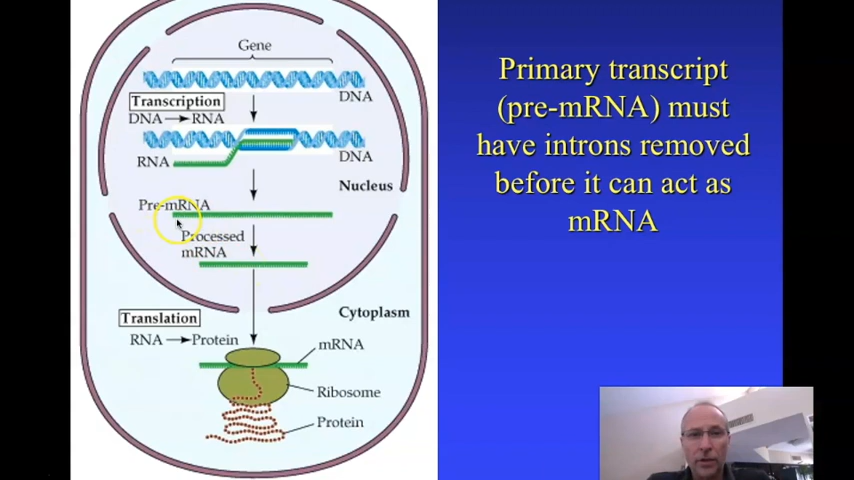 Gene
DNA
Transcription
DNA → RNA
RNA
DNA
Nucleus
Pre-mRNA
Processed
mRNA
Cytoplasm
Translation
RNA → Protein
mRNA
Ribosome
Protein
Primary transcript
(pre-mRNA) must
have introns removed
before it can act as
mRNA